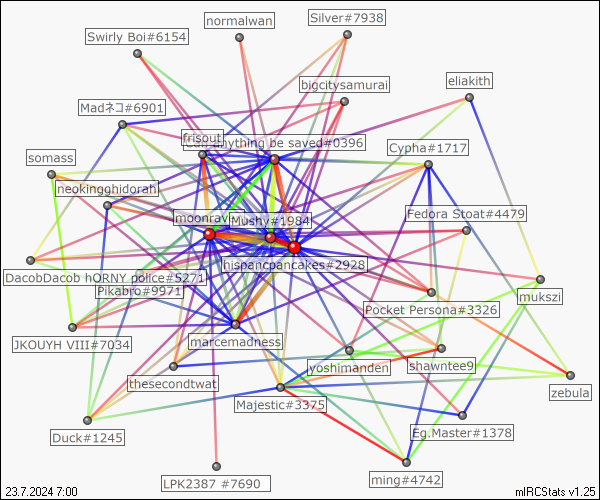 normalwan
Silver#7938
Swirly Boi#6154
bigcitysamurai
eliakith
Madネコ#6901
frisout
anything be saved#0396
Cypha#1717
somass
neokingghidorah
moonrav
Mushy#1984
Fedora Stoat#4479
hispancpancakes#2928
DacobDacob hORNY police#5271
Pikabro#9971
mukszi
Pocket Persona#3326
JKOUYH VIII#7034
marcemadness
yoshimanden
shawntee9
thesecondtwat
zebula
Majestic#3375
Duck#1245
Eg.Master#1378
LPK2387 #7690
ming#4742
23.7.2024 7:00
mIRCStats v1.25